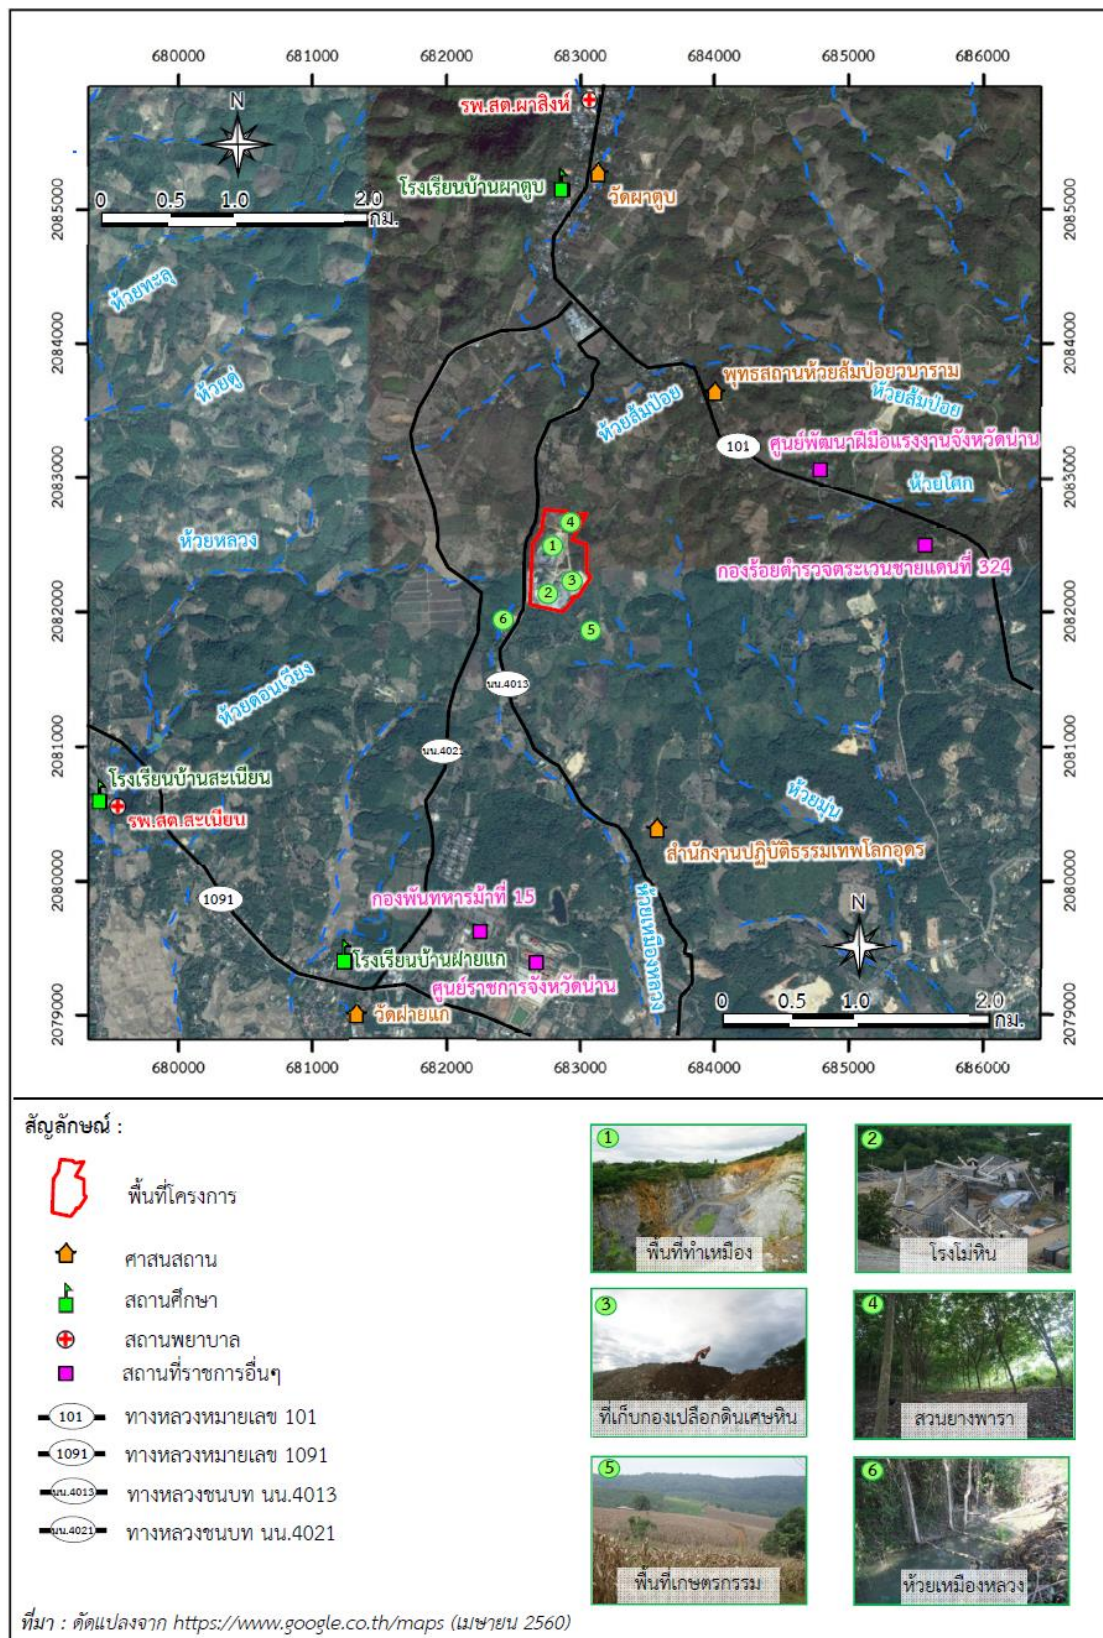 680000 681000 682000 683000 684000 685000 686000
N
รพ.สต.ผาสิงห์
โรงเรียนบ้านผาตูบ
วัดผาตูบ
2085000
2085000
0 0.5 1.0 2.0
กม.
ห้วยทะลุ
2084000
2084000
ห้วยคู่
พุทธสถานห้วยส้มป่อยวนาราม
ห้วยส้มป่อย
ห้วยส้มป่อย
101
ศูนย์พัฒนาฝีมือแรงงานจังหวัดน่าน
2083000
2083000
ห้วยโศก
4
ห้วยหลวง
1
กองร้อยตำรวจตระเวนชายแดนที่ 324
3
2
2082000
2082000
6
5
นน.4013
ห้วยดอนเวียง
นน.4021
2081000
2081000
โรงเรียนบ้านสะเนียน
ห้วยมุ่น
รพ.สต.สะเนียน
สำนักงานปฏิบัติธรรมเทพโลกอุดร
2080000
2080000
1091
กองพันทหารม้าที่ 15
ห้วยเหมืองหลวง
N
โรงเรียนบ้านฝายแก
ศูนย์ราชการจังหวัดน่าน
0 0.5 1.0 2.0
กม.
วัดฝายแก
2079000
2079000
680000 681000 682000 683000 684000 685000 686000
สัญลักษณ์ :
พื้นที่โครงการ
ศาสนสถาน
สถานศึกษา
สถานพยาบาล
สถานที่ราชการอื่นๆ
101 ทางหลวงหมายเลข 101
1091 ทางหลวงหมายเลข 1091
นน.4013 ทางหลวงชนบท นน.4013
นน.4021 ทางหลวงชนบท นน.4021
1
พื้นที่ทำเหมือง
2
โรงโม่หิน
3
ที่เก็บกองเปลือกดินเศษหิน
4
สวนยางพารา
5
พื้นที่เกษตรกรรม
6
ห้วยเหมืองหลวง
ที่มา : ดัดแปลงจาก https://www.google.co.th/maps (เมษายน 2560)